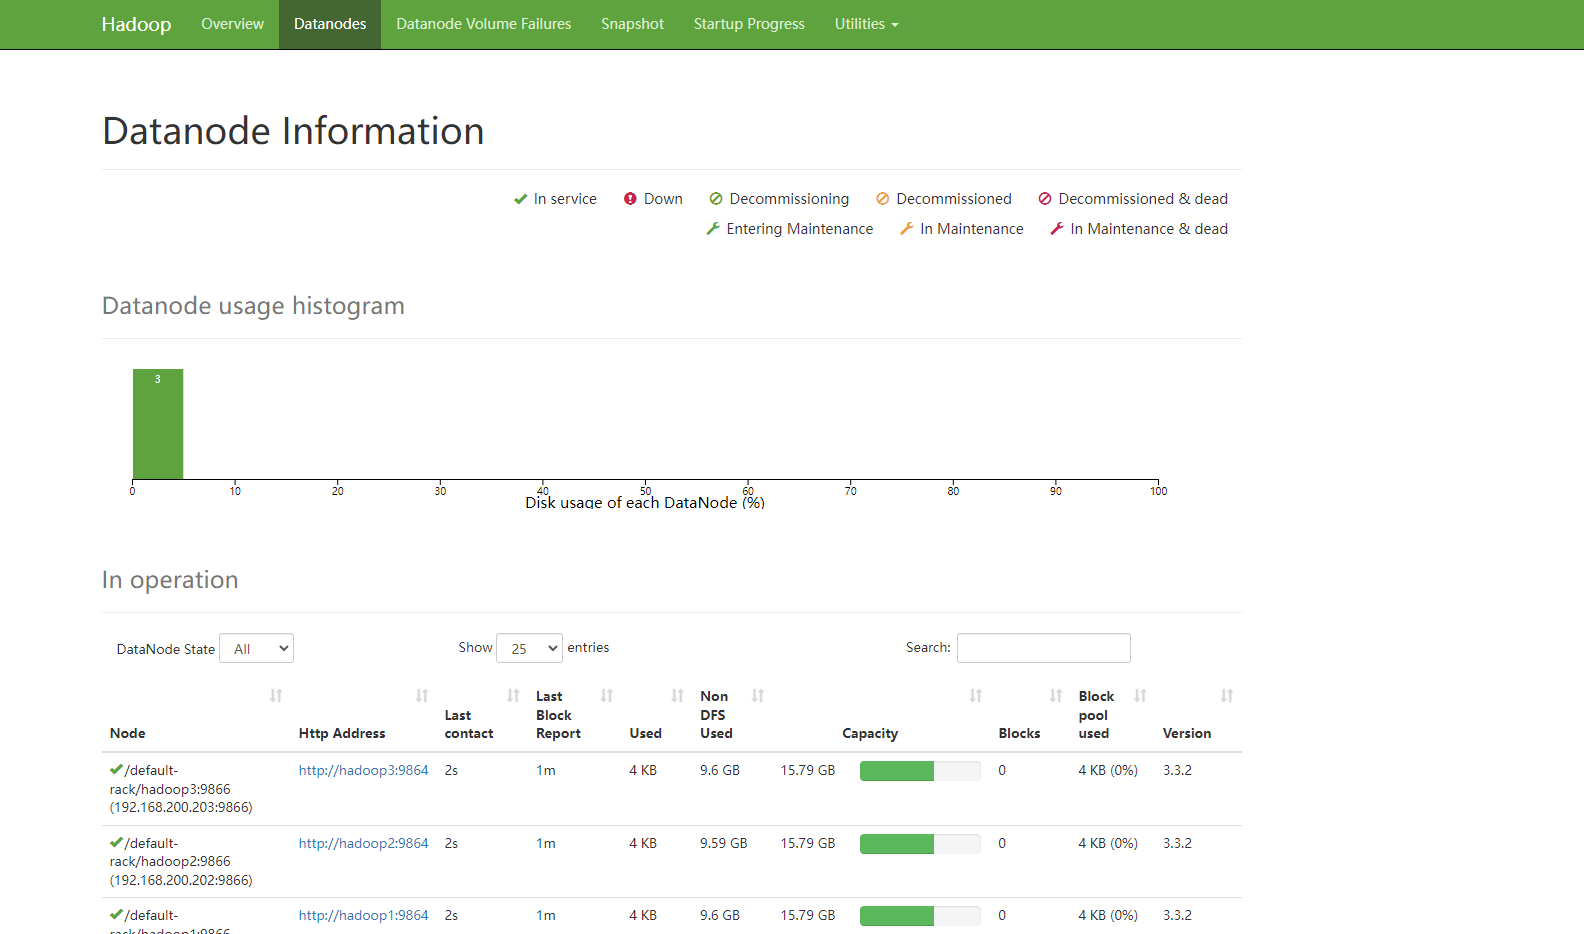 Hadoop Overview Datanodes Datanode Volume Failures Snapshot Startup Progress Utilities
Datanode Information
In service Down Decommissioning Decommissioned Decommissioned & dead
Entering Maintenance In Maintenance In Maintenance & dead
Datanode usage histogram
3
0 10 20 30 40 50 60 70 80 90 100
Disk usage of each DataNode (%)
In operation
DataNode State All Show 25 entries Search:
Node Http Address Last contact Last Block Report Used Non DFS Used Capacity Blocks Block pool used Version
/default- http://hadoop3:9864 2s 1m 4 KB 9.6 GB 15.79 GB 0 4 KB (0%) 3.3.2
rack/hadoop3:9866
(192.168.200.203:9866)
/default- http://hadoop2:9864 2s 1m 4 KB 9.59 GB 15.79 GB 0 4 KB (0%) 3.3.2
rack/hadoop2:9866
(192.168.200.202:9866)
/default- http://hadoop1:9864 2s 1m 4 KB 9.6 GB 15.79 GB 0 4 KB (0%) 3.3.2
rack/hadoop1:9866